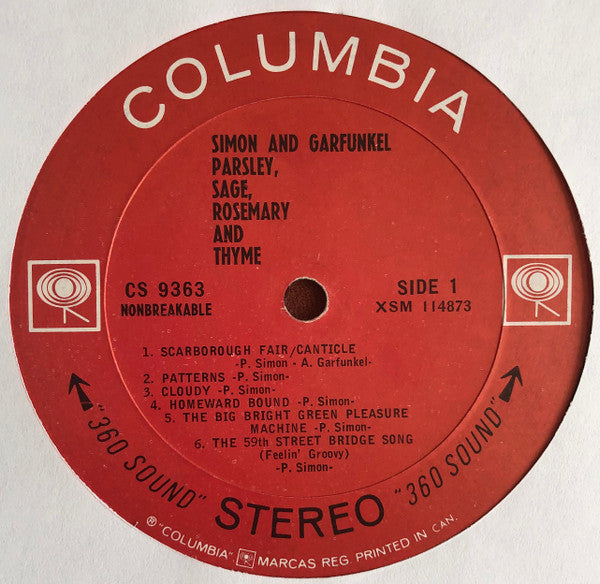 COLUMBIA
SIMON AND GARFUNKEL
PARSLEY,
SAGE,
ROSEMARY
AND
THYME
CS 9363
NONBREAKABLE
SIDE 1
XSM 114873
1. SCARBOROUGH FAIR/CANTICLE
-P. Simon - A. Garfunkel-
2. PATTERNS -P. Simon-
3. CLOUDY -P. Simon-
4. HOMEWARD BOUND -P. Simon-
5. THE BIG BRIGHT GREEN PLEASURE
MACHINE -P. Simon-
6. THE 59th STREET BRIDGE SONG
(Feelin' Groovy)
-P. Simon-
"360 SOUND" STEREO "360 SOUND"
® "COLUMBIA" MARCAS REG. PRINTED IN CAN.